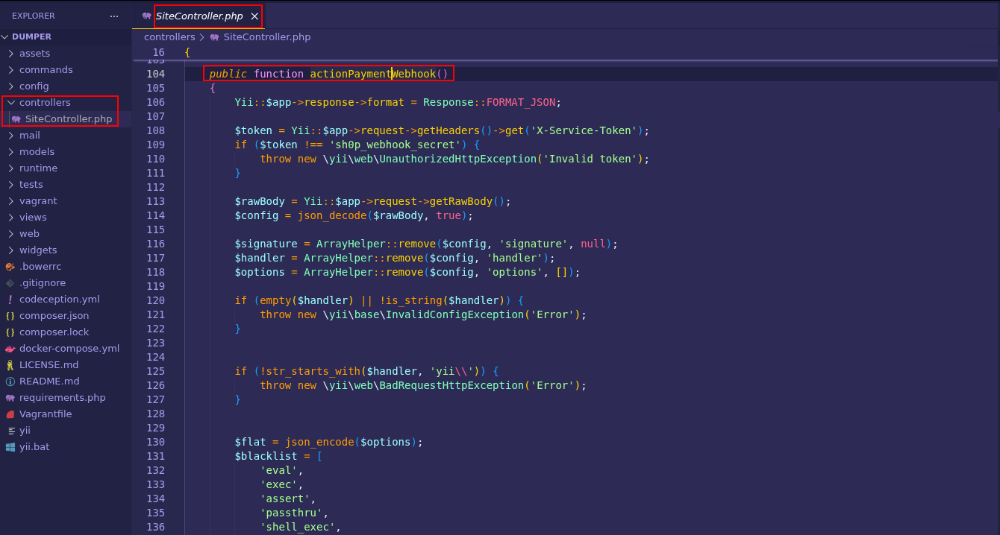 EXPLORER
...
SiteController.php
DUMPER
assets
commands
config
controllers
SiteController.php
mail
models
runtime
tests
vagrant
views
web
widgets
.bowerrc
.gitignore
codeception.yml
composer.json
composer.lock
docker-compose.yml
LICENSE.md
README.md
requirements.php
Vagrantfile
yii
yii.bat
controllers > SiteController.php
16 {
103
104 public function actionPaymentWebhook()
105 {
106 Yii::$app->response->format = Response::FORMAT_JSON;
107
108 $token = Yii::$app->request->getHeaders()->get('X-Service-Token');
109 if ($token !== 'sh0p_webhook_secret') {
110 throw new \yii\web\UnauthorizedHttpException('Invalid token');
111 }
112
113 $rawBody = Yii::$app->request->getRawBody();
114 $config = json_decode($rawBody, true);
115
116 $signature = ArrayHelper::remove($config, 'signature', null);
117 $handler = ArrayHelper::remove($config, 'handler');
118 $options = ArrayHelper::remove($config, 'options', []);
119
120 if (empty($handler) || !is_string($handler)) {
121 throw new \yii\base\InvalidConfigException('Error');
122 }
123
124
125 if (!str_starts_with($handler, 'yii\\')) {
126 throw new \yii\web\BadRequestHttpException('Error');
127 }
128
129
130 $flat = json_encode($options);
131 $blacklist = [
132 'eval',
133 'exec',
134 'assert',
135 'passthru',
136 'shell_exec',